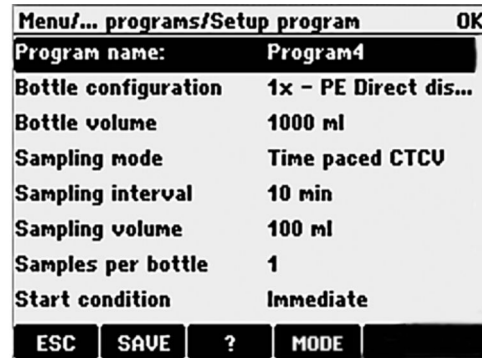 Menu/... programs/Setup program OK
Program name: Program4
Bottle configuration 1x - PE Direct dis...
Bottle volume 1000 ml
Sampling mode Time paced CTCV
Sampling interval 10 min
Sampling volume 100 ml
Samples per bottle 1
Start condition Immediate
ESC SAVE ? MODE